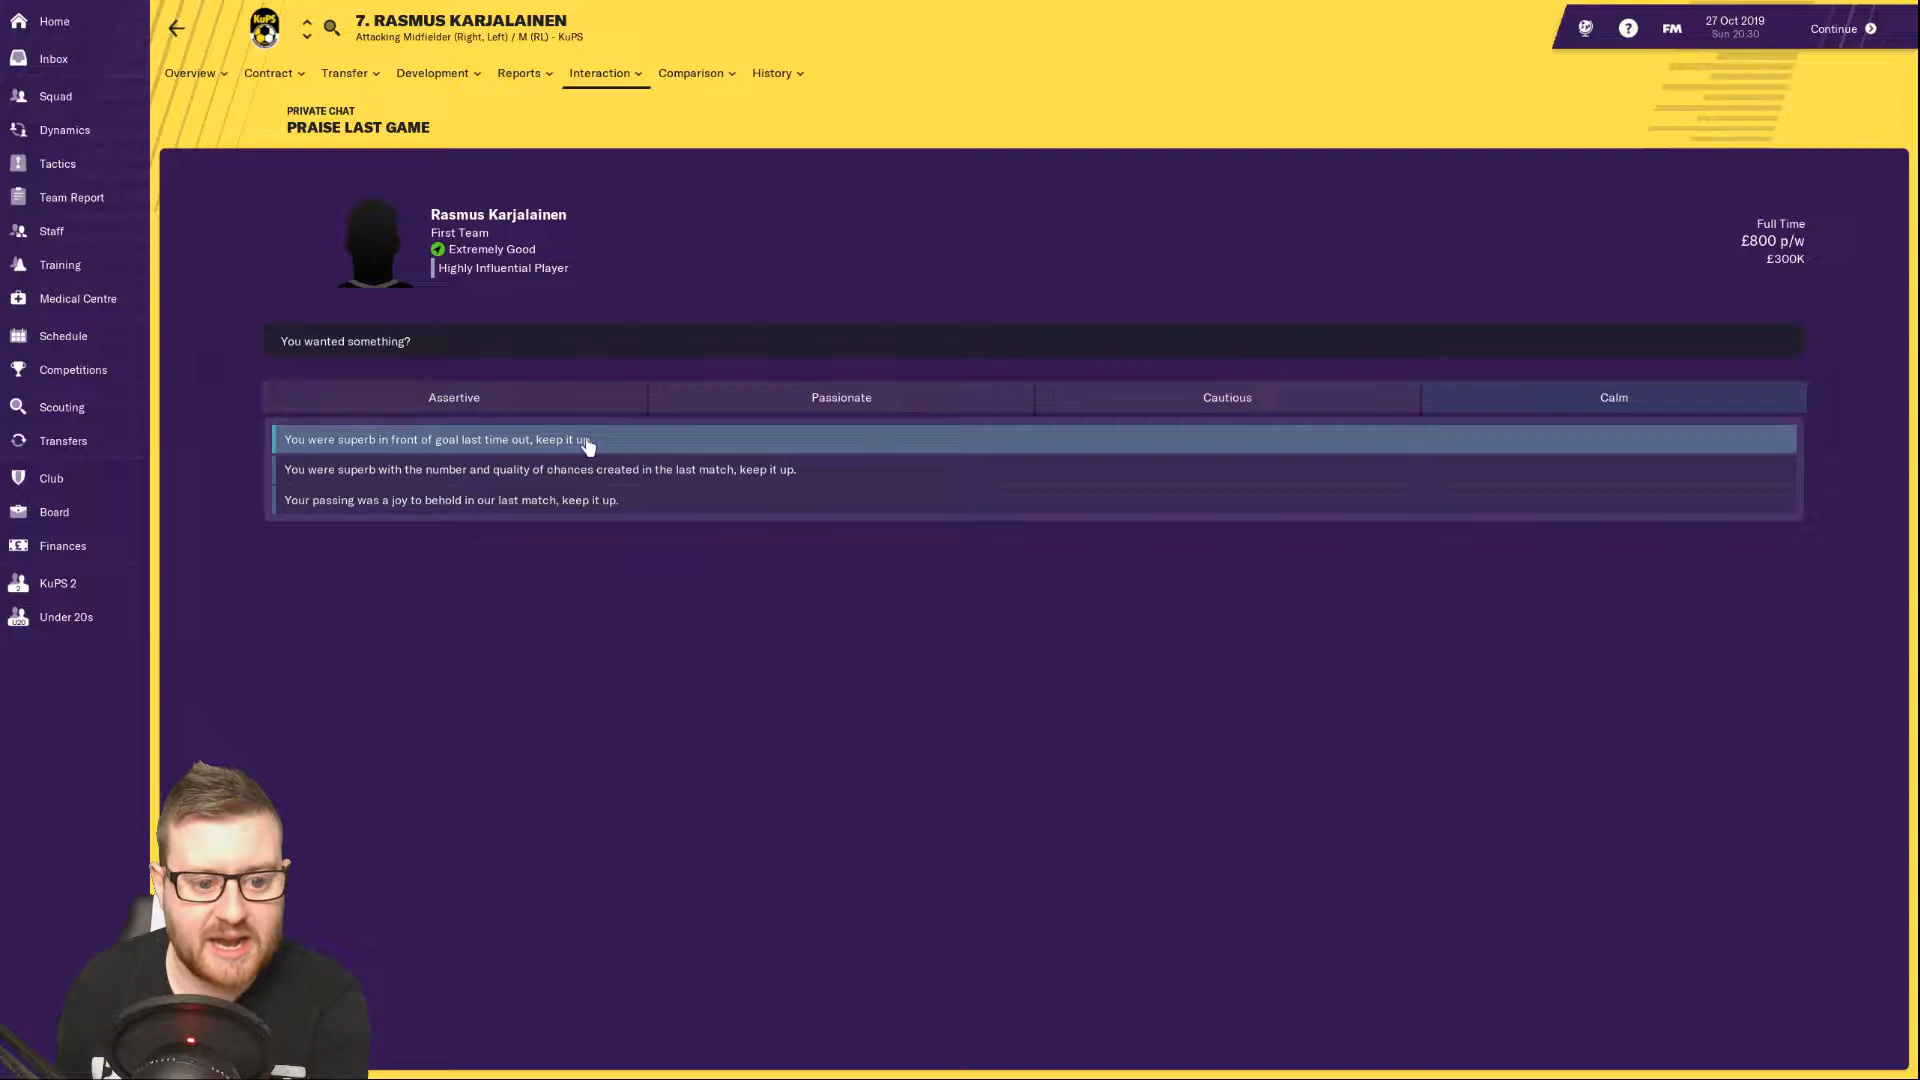 Home
Inbox
Squad
Dynamics
Tactics
Team Report
Staff
Training
Medical Centre
Schedule
Competitions
Scouting
Transfers
Club
Board
Finances
KuPS 2
Under 20s
2
U20
KuPS
7. RASMUS KARJALAINEN
Attacking Midfielder (Right, Left) / M (RL) - KuPS
? FM
27 Oct 2019
Sun 20:30
Continue
Overview Contract Transfer Development Reports Interaction Comparison History
PRIVATE CHAT
PRAISE LAST GAME
Rasmus Karjalainen
First Team
Extremely Good
Highly Influential Player
Full Time
£800 p/w
£300K
You wanted something?
Assertive Passionate Cautious Calm
You were superb in front of goal last time out, keep it up.
You were superb with the number and quality of chances created in the last match, keep it up.
Your passing was a joy to behold in our last match, keep it up.